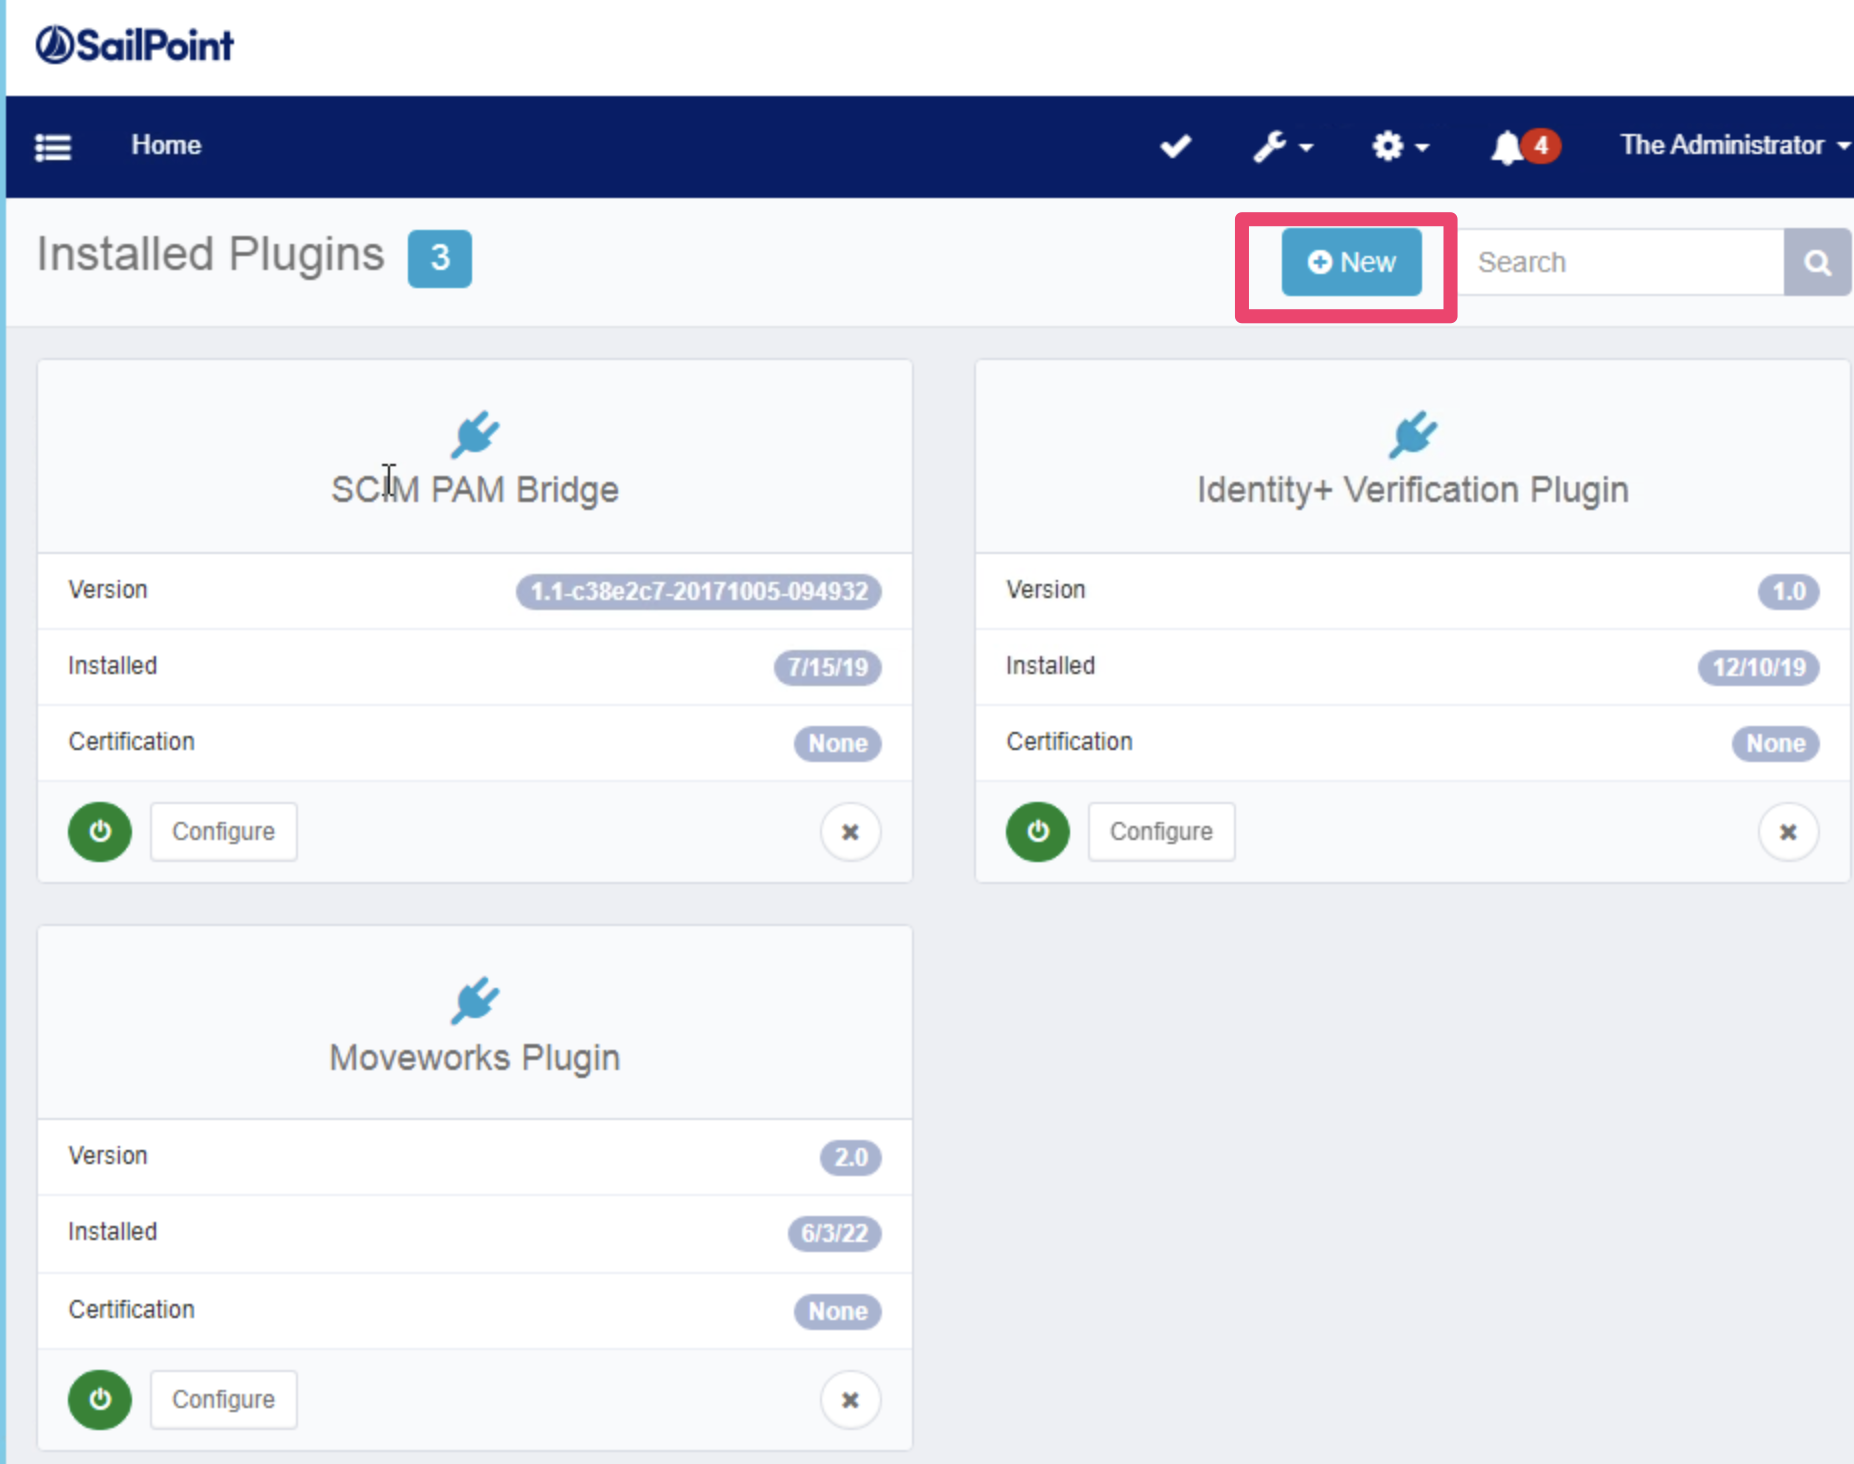 SailPoint
Home
4
The Administrator
Installed Plugins 3
New
Search
SCIM PAM Bridge
Version 1.1-c38e2c7-20171005-094932
Installed 7/15/19
Certification None
Configure
Identity+ Verification Plugin
Version 1.0
Installed 12/10/19
Certification None
Configure
Moveworks Plugin
Version 2.0
Installed 6/3/22
Certification None
Configure